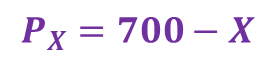 P_X = 700 − X